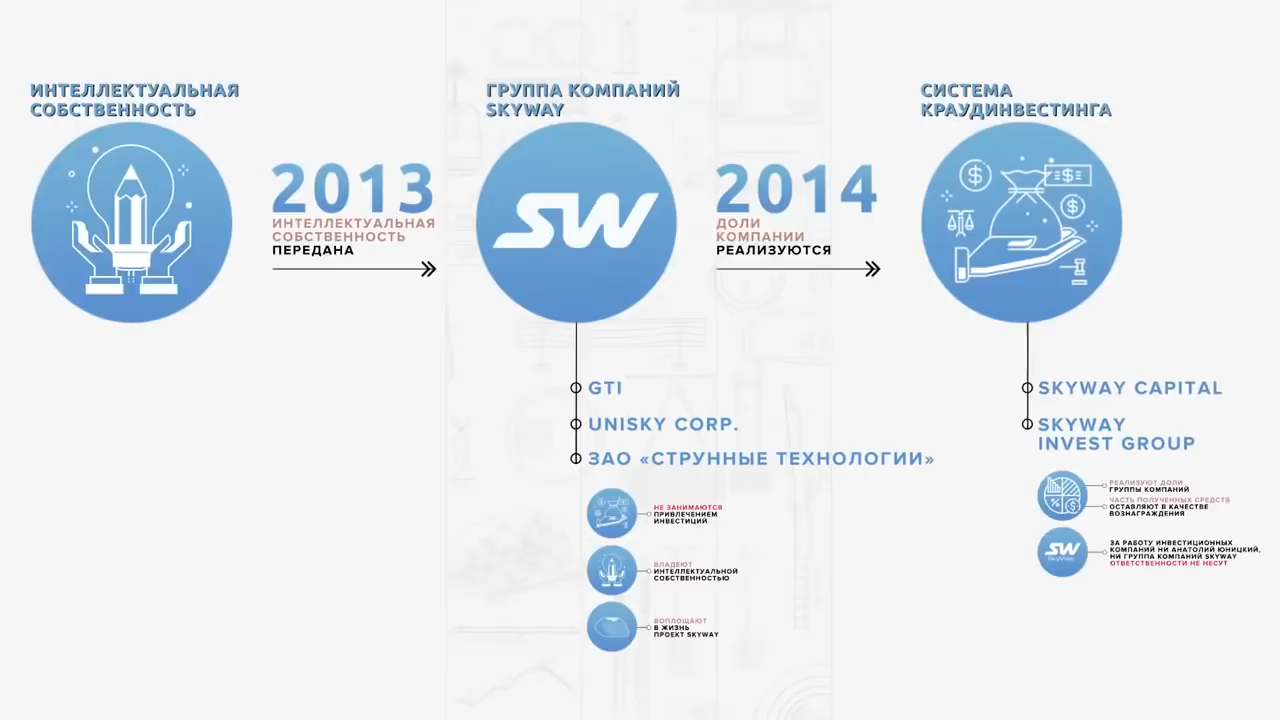 ИНТЕЛЛЕКТУАЛЬНАЯ
СОБСТВЕННОСТЬ
2013
ИНТЕЛЛЕКТУАЛЬНАЯ
СОБСТВЕННОСТЬ
ПЕРЕДАНА
ГРУППА КОМПАНИЙ
SKYWAY
SW
2014
ДОЛИ
КОМПАНИИ
РЕАЛИЗУЮТСЯ
СИСТЕМА
КРАУДИНВЕСТИНГА
GTI
UNISKY CORP.
ЗАО «СТРУННЫЕ ТЕХНОЛОГИИ»
НЕ ЗАНИМАЮТСЯ
ПРИВЛЕЧЕНИЕМ
ИНВЕСТИЦИЙ
ВЛАДЕЮТ
ИНТЕЛЛЕКТУАЛЬНОЙ
СОБСТВЕННОСТЬЮ
ВОПЛОЩАЮТ
В ЖИЗНЬ
ПРОЕКТ SKYWAY
SKYWAY CAPITAL
SKYWAY
INVEST GROUP
РЕАЛИЗУЮТ ДОЛИ
ГРУППЫ КОМПАНИЙ
ЧАСТЬ ПОЛУЧЕННЫХ СРЕДСТВ
ОСТАВЛЯЮТ В КАЧЕСТВЕ
ВОЗНАГРАЖДЕНИЯ
SW
SkyWay
ЗА РАБОТУ ИНВЕСТИЦИОННЫХ
КОМПАНИЙ НИ АНАТОЛИЙ ЮНИЦКИЙ,
НИ ГРУППА КОМПАНИЙ SKYWAY
ОТВЕТСТВЕННОСТИ НЕ НЕСУТ